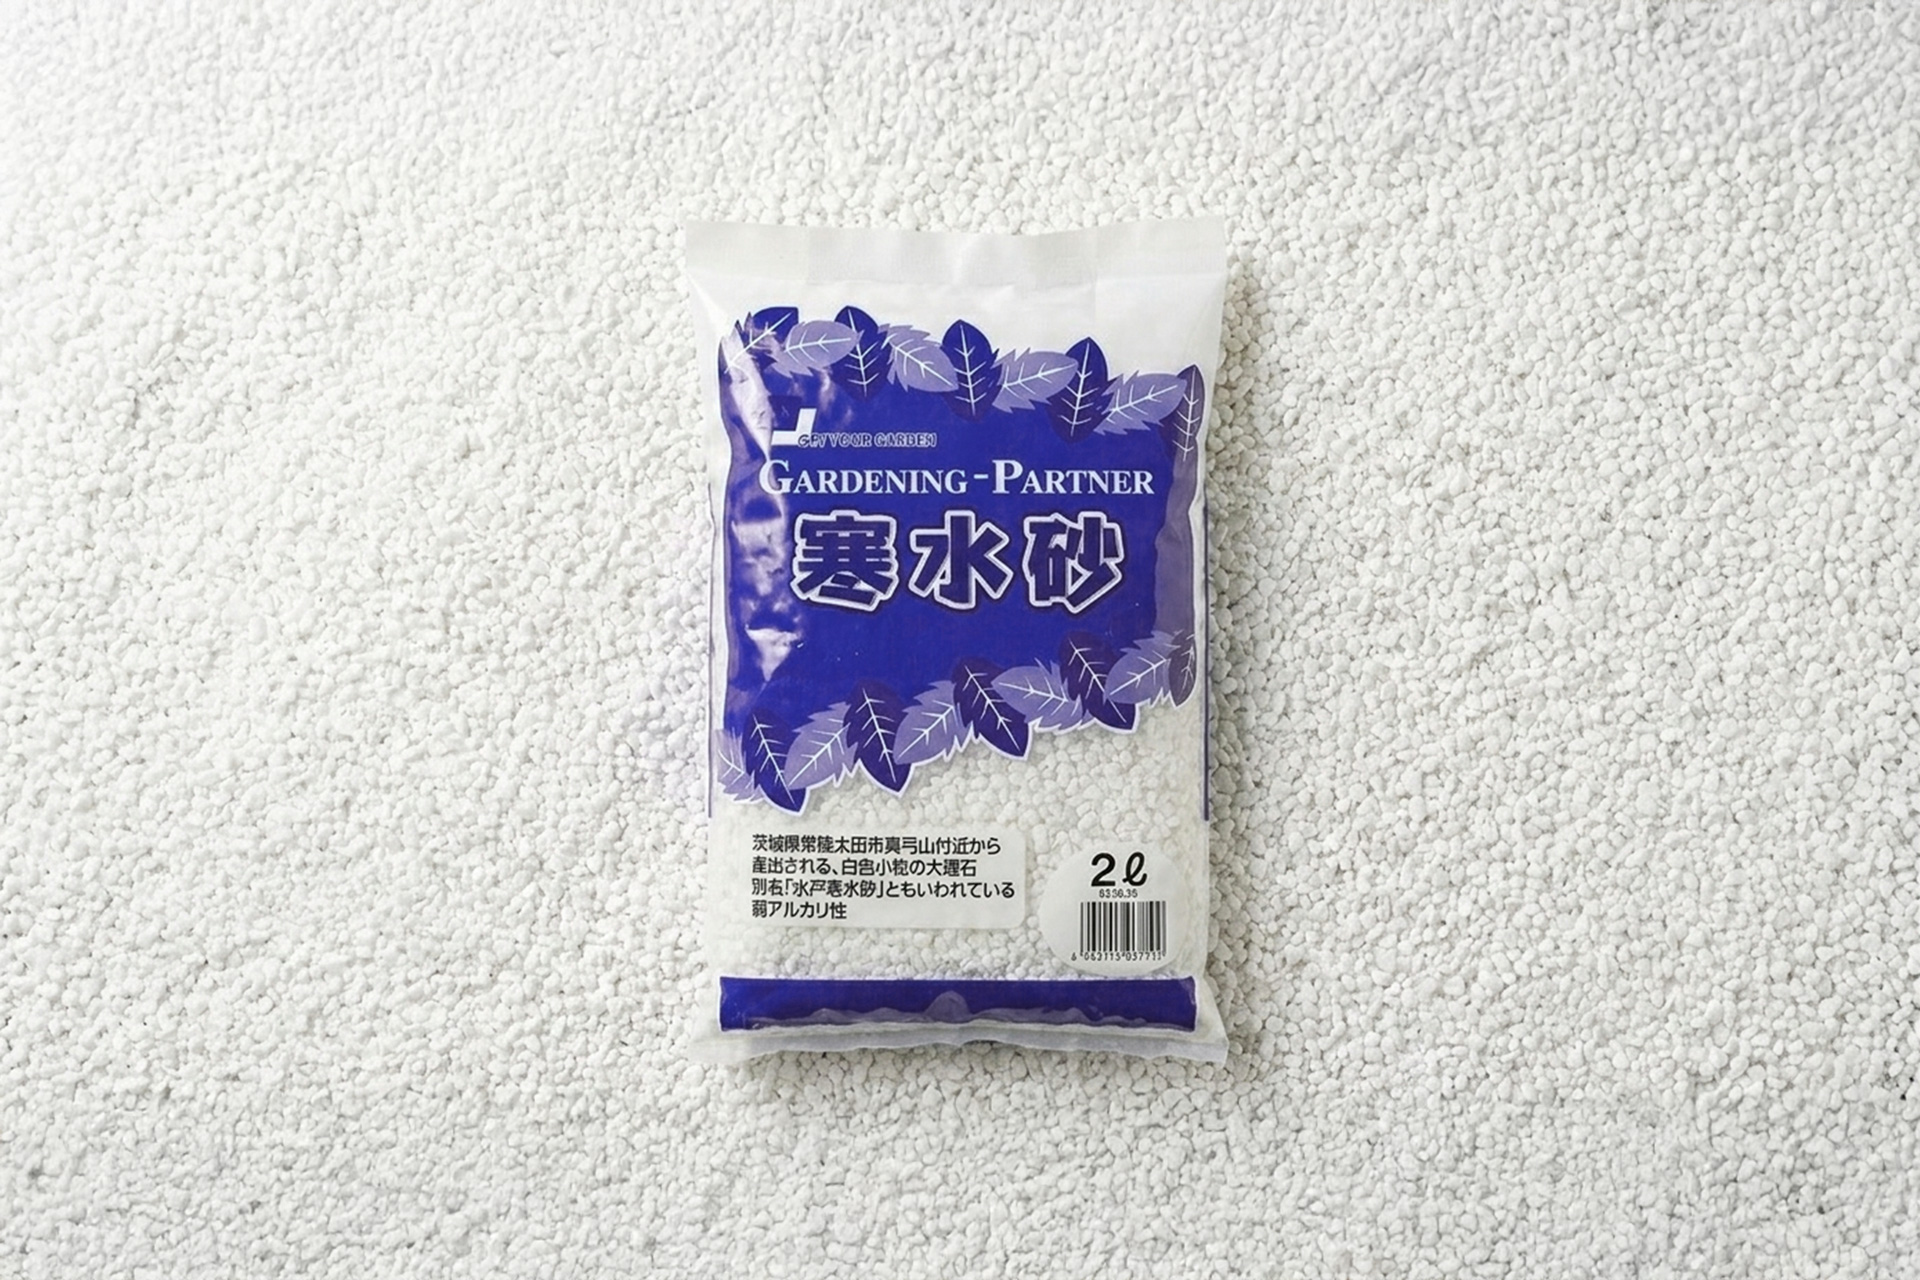 YOUR GARDEN
GARDENING-PARTNER
寒水砂
茨城県常陸太田市真弓山付近から
産出される、白色小粒の大理石
別名「水戸寒水砂」ともいわれている
弱アルカリ性
2ℓ